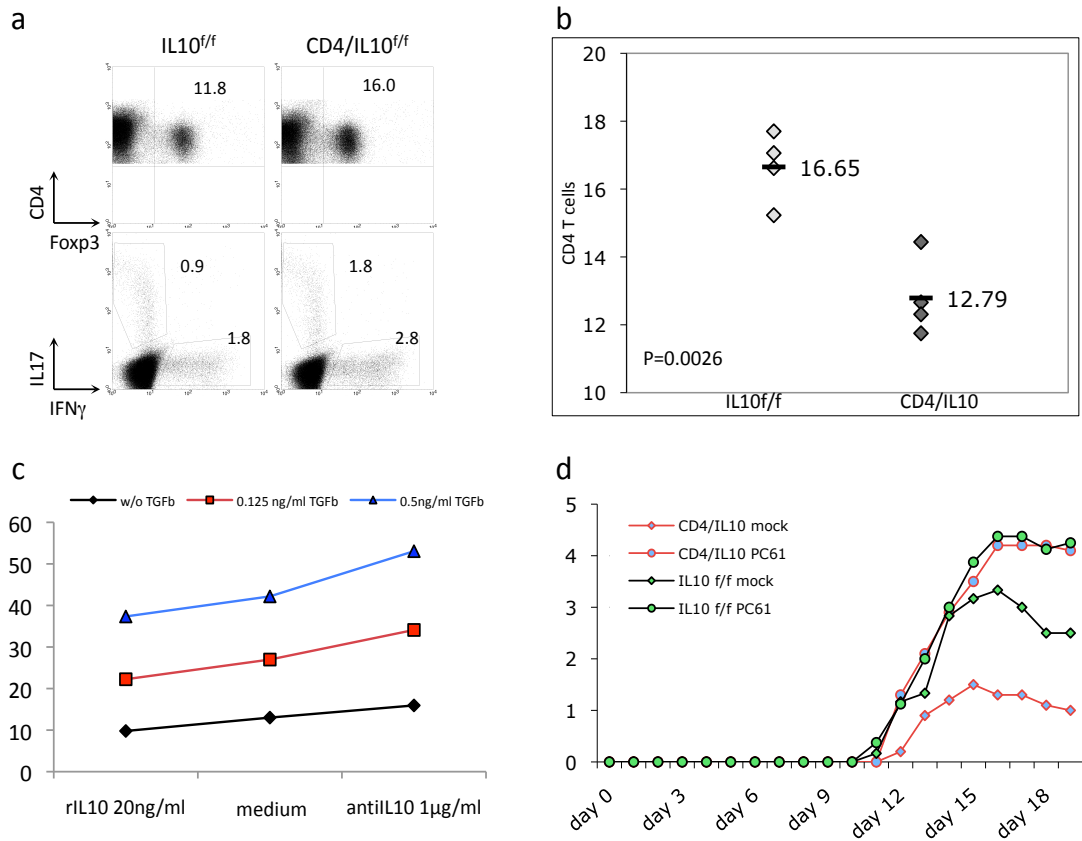 a
IL10f/f
CD4/IL10f/f
11.8
16.0
CD4
Foxp3
0.9
1.8
1.8
2.8
IL17
IFNγ
b
20
18
16
14
12
10
CD4 T cells
16.65
12.79
P=0.0026
IL10f/f
CD4/IL10
c
w/o TGFb
0.125 ng/ml TGFb
0.5ng/ml TGFb
60
50
40
30
20
10
0
rIL10 20ng/ml
medium
antiIL10 1µg/ml
d
5
4
3
2
1
0
CD4/IL10 mock
CD4/IL10 PC61
IL10 f/f mock
IL10 f/f PC61
day 0
day 3
day 6
day 9
day 12
day 15
day 18